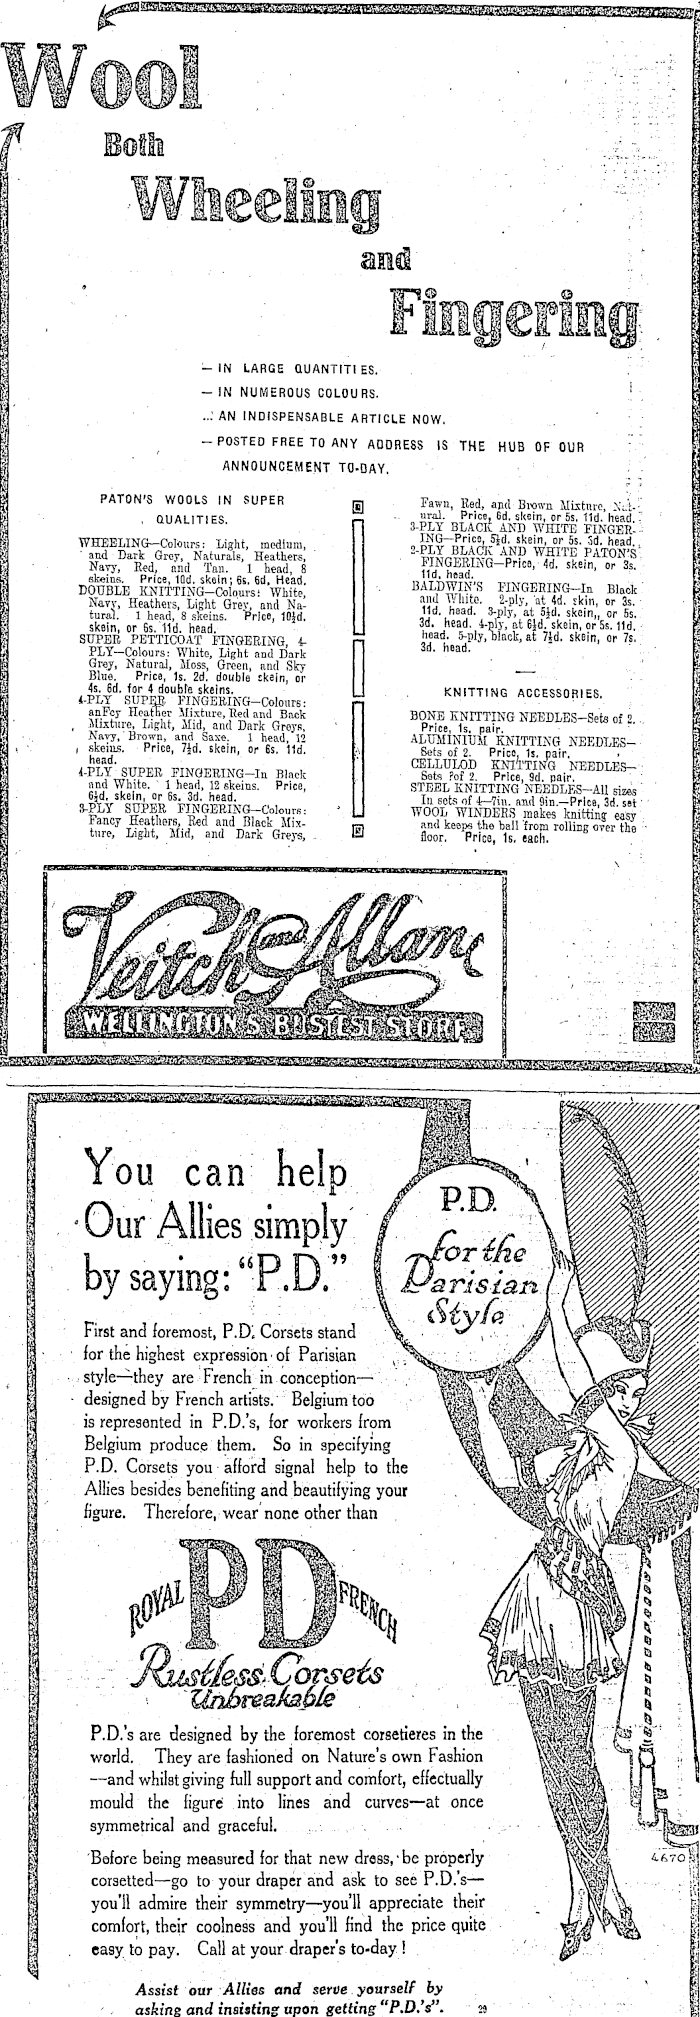 Wool
Both
Wheeling
and
Fingering
— IN LARGE QUANTITIES.
— IN NUMEROUS COLOURS.
AN INDISPENSABLE ARTICLE NOW.
— POSTED FREE TO ANY ADDRESS IS THE HUB OF OUR
ANNOUNCEMENT TO-DAY.
PATON'S WOOLS IN SUPER
QUALITIES.
WHEELING—Colours: Light, medium,
and Dark Grey, Naturals, Heathers,
Navy, Red, and Tan. 1 head, 8
skeins. Price, 10d. skein; 6s. 6d, Head.
DOUBLE KNITTING—Colours: White,
Navy, Heathers, Light Grey, and Na-
tural. 1 head, 8 skeins. Price, 10½d.
skein, or 6s. 11d. head.
SUPER PETTICOAT FINGERING, 4-
PLY—Colours: White, Light and Dark
Grey, Natural, Moss, Green, and Sky
Blue. Price, 1s. 2d. double skein, or
4s. 6d. for 4 double skeins.
4-PLY SUPER FINGERING—Colours:
anFcy Heather Mixture, Red and Back
Mixture, Light, Mid, and Dark Greys,
Navy, Brown, and Saxe. 1 head, 12
skeins. Price, 7½d. skein, or 6s. 11d.
head.
4-PLY SUPER FINGERING—In Black
and White. 1 head, 12 skeins. Price,
6½d. skein, or 6s. 3d. head.
3-PLY SUPER FINGERING—Colours:
Fancy Heathers, Red and Black Mix-
ture, Light, Mid, and Dark Greys,
Fawn, Red, and Brown Mixture, Nat-
ural. Price, 6d. skein, or 5s. 11d. head.
3-PLY BLACK AND WHITE FINGER-
ING—Price, 5½d. skein, or 5s. 3d. head.
2-PLY BLACK AND WHITE PATON'S
FINGERING—Price, 4d. skein, or 3s.
11d. head.
BALDWIN'S FINGERING—In Black
and White. 2-ply, at 4d. skin, or 3s.
11d. head. 3-ply, at 5½d. skein,, or 5s.
3d. head. 4-ply, at 6½d. skein, or 5s. 11d.
head. 5-ply, black, at 7½d. skein, or 7s.
3d. head.
KNITTING ACCESSORIES.
BONE KNITTING NEEDLES—Sets of 2.
Price, 1s. pair.
ALUMINIUM KNITTING NEEDLES—
Sets of 2. Price, 1s. pair.
CELLULOD KNITTING NEEDLES—
Sets ?of 2. Price, 9d. pair.
STEEL KNITTING NEEDLES—All sizes
In sets of 4—7in. and 9in.—Price, 3d. set
WOOL WINDERS makes knitting easy
and keeps the ball from rolling over the
floor. Price, 1s. each.
Veitch and Allan
WELLINGTON'S BUSIEST STORE
You can help
Our Allies simply
by saying: "P.D."
P.D.
for the
Parisian
Style
First and foremost, P.D. Corsets stand
for the highest expression of Parisian
style—they are French in conception—
designed by French artists. Belgium too
is represented in P.D.'s, for workers from
Belgium produce them. So in specifying
P.D. Corsets you afford signal help to the
Allies besides benefiting and beautifying your
figure. Therefore, wear none other than
ROYAL PD FRENCH
Rustless Corsets
Unbreakable
P.D.'s are designed by the foremost corsetieres in the
world. They are fashioned on Nature's own Fashion
—and whilst giving full support and comfort, effectually
mould the figure into lines and curves—at once
symmetrical and graceful.
4670
Before being measured for that new dress, be properly
corsetted—go to your draper and ask to see P.D.'s—
you'll admire their symmetry—you'll appreciate their
comfort, their coolness and you'll find the price quite
easy to pay. Call at your draper's to-day!
Assist our Allies and serve yourself by
asking and insisting upon getting "P.D.'s". 29